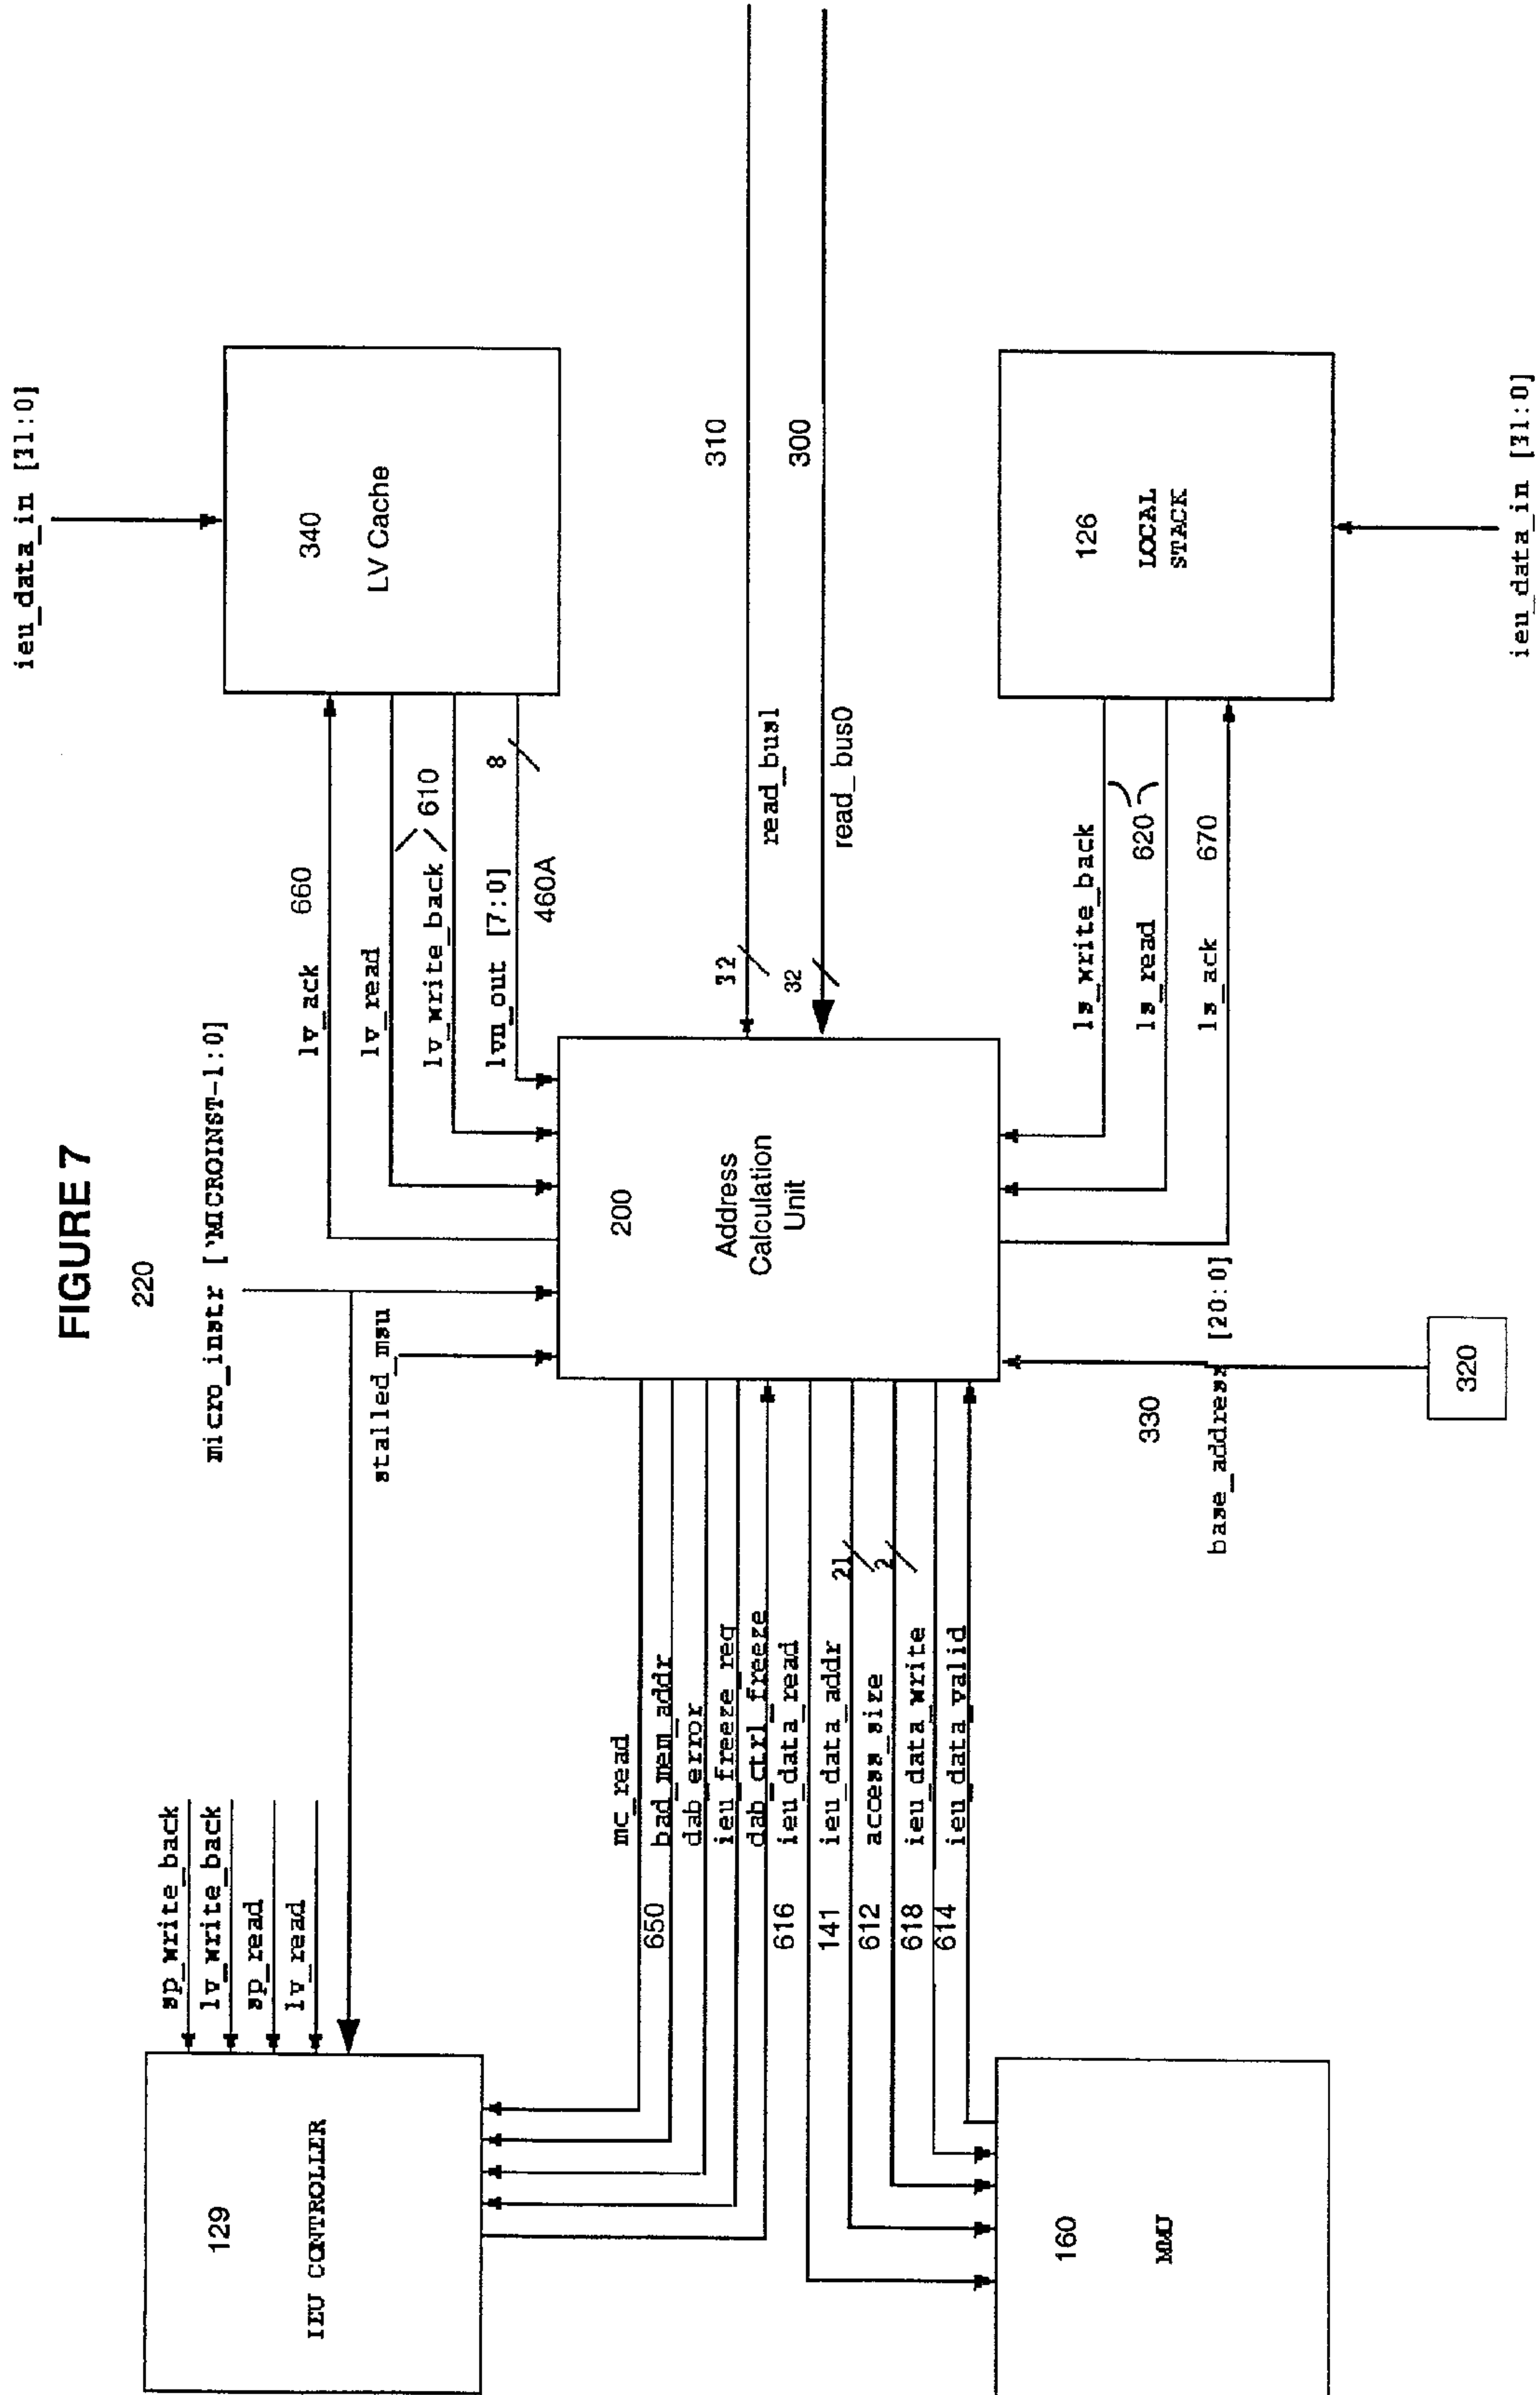 FIGURE 7
220
micro_instr ['MICROINST-1:0]
stalled_msu
sp_write_back
lv_write_back
sp_read
lv_read
129
IEU CONTROLLER
ieu_data_in [31:0]
340
LV Cache
lv_ack
660
lv_read
lv_write_back
610
lvn_out [7:0]
8
460A
mc_read
650
bad_mem_addr
dab_error
ieu_freeze_req
dab_ctrl_freeze
616
ieu_data_read
141
ieu_data_addr
21
612
access_size
2
618
ieu_data_write
614
ieu_data_valid
200
Address
Calculation
Unit
32
read_bus1
310
32
read_bus0
300
160
MMU
330
base_address [20:0]
320
ls_write_back
ls_read
620
ls_ack
670
126
LOCAL
STACK
ieu_data_in [31:0]